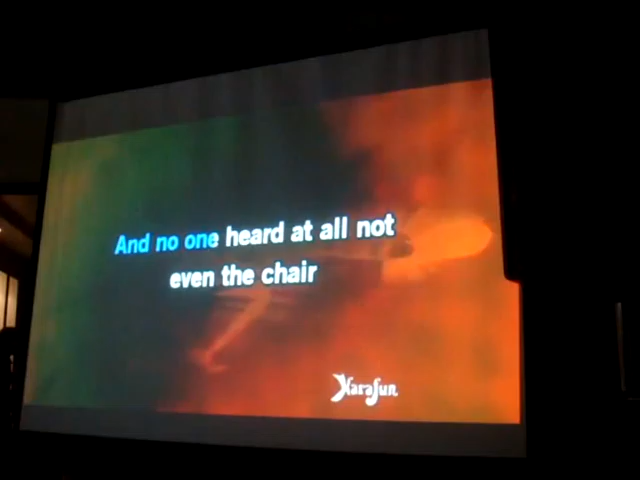 And no one heard at all not
even the chair
Karafun